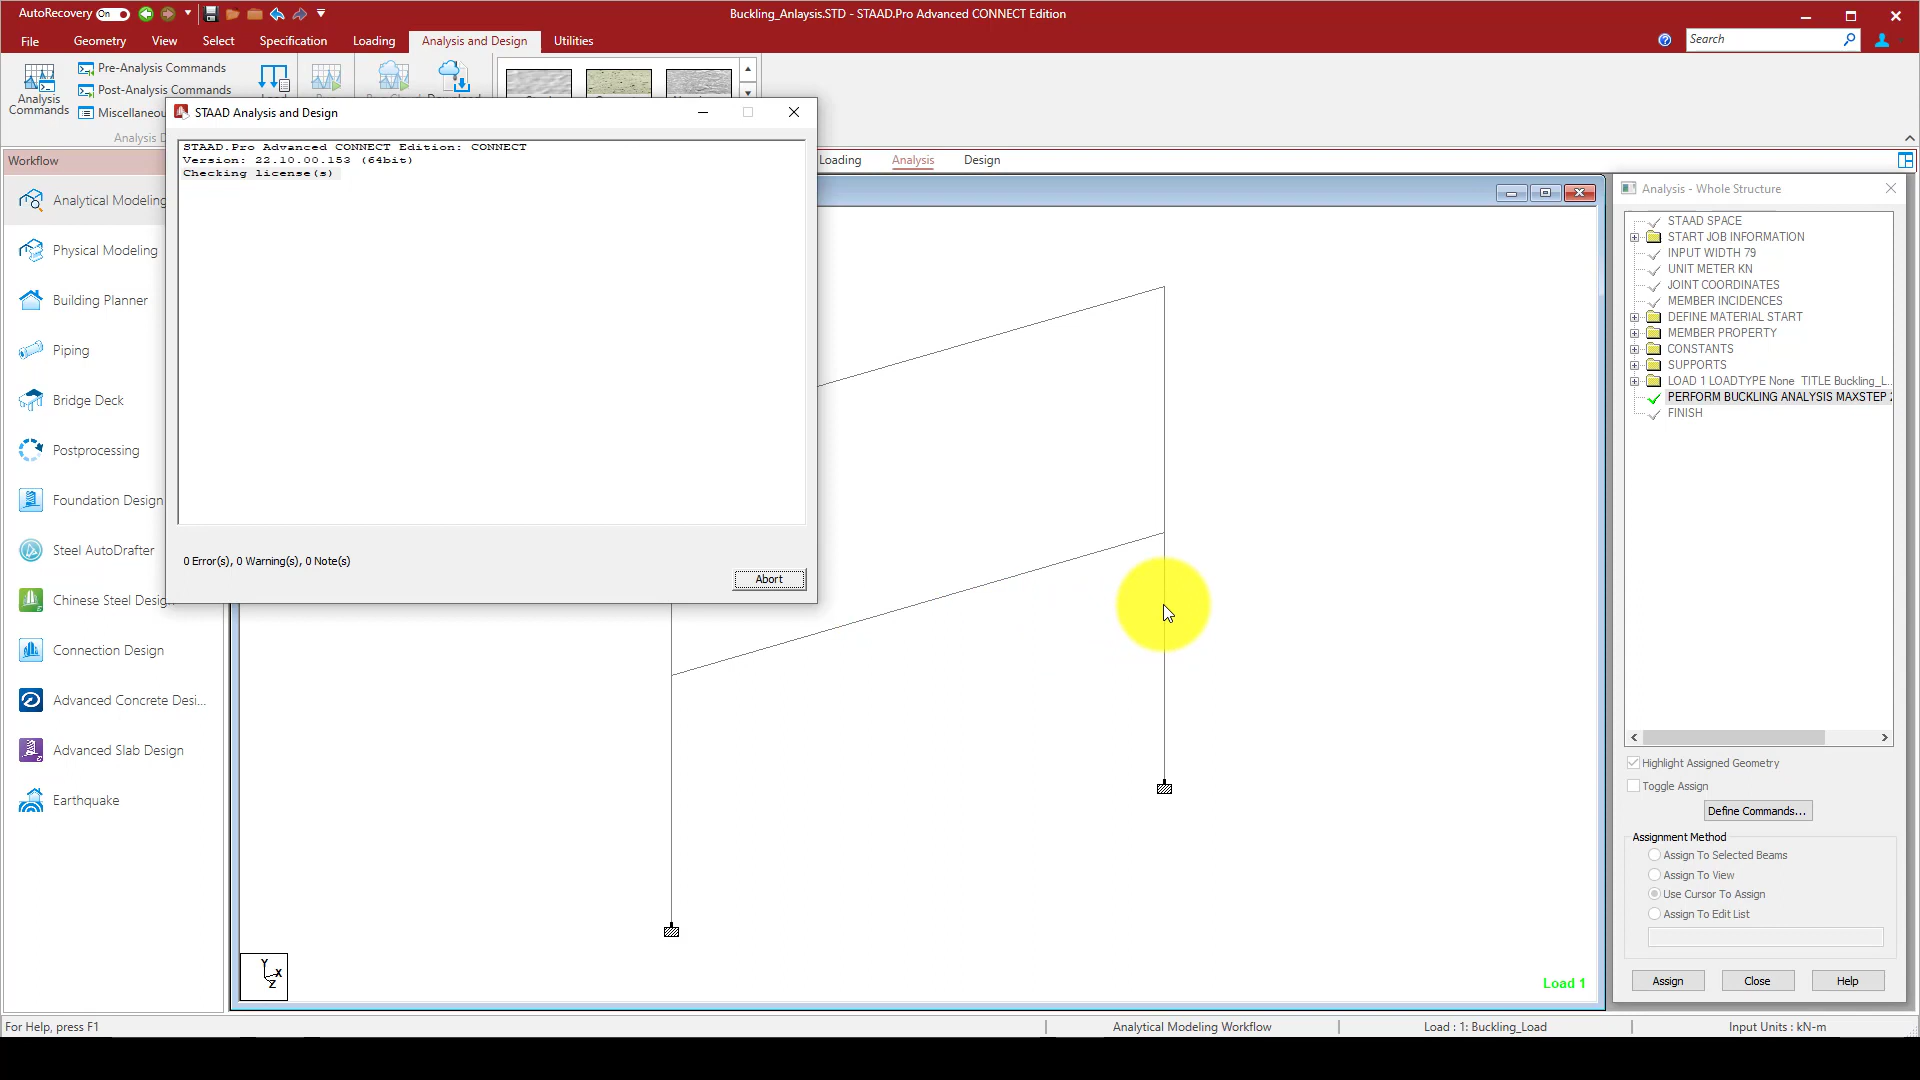 AutoRecovery On
Buckling_Anlaysis.STD - STAAD.Pro Advanced CONNECT Edition
File Geometry View Select Specification Loading Analysis and Design Utilities
Search
Analysis Commands
Pre-Analysis Commands
Post-Analysis Commands
Miscellaneou
Analysis D
STAAD Analysis and Design
STAAD.Pro Advanced CONNECT Edition: CONNECT
Version: 22.10.00.153 (64bit)
Checking license(s)
0 Error(s), 0 Warning(s), 0 Note(s)
Abort
Loading Analysis Design
Workflow
Analytical Modeling
Physical Modeling
Building Planner
Piping
Bridge Deck
Postprocessing
Foundation Design
Steel AutoDrafter
Chinese Steel Desig
Connection Design
Advanced Concrete Desi...
Advanced Slab Design
Earthquake
Y
X
Z
Load 1
Analysis - Whole Structure
STAAD SPACE
START JOB INFORMATION
INPUT WIDTH 79
UNIT METER KN
JOINT COORDINATES
MEMBER INCIDENCES
DEFINE MATERIAL START
MEMBER PROPERTY
CONSTANTS
SUPPORTS
LOAD 1 LOADTYPE None TITLE Buckling_L...
PERFORM BUCKLING ANALYSIS MAXSTEP
FINISH
Highlight Assigned Geometry
Toggle Assign
Define Commands...
Assignment Method
Assign To Selected Beams
Assign To View
Use Cursor To Assign
Assign To Edit List
Assign Close Help
For Help, press F1
Analytical Modeling Workflow
Load : 1: Buckling_Load
Input Units : kN-m